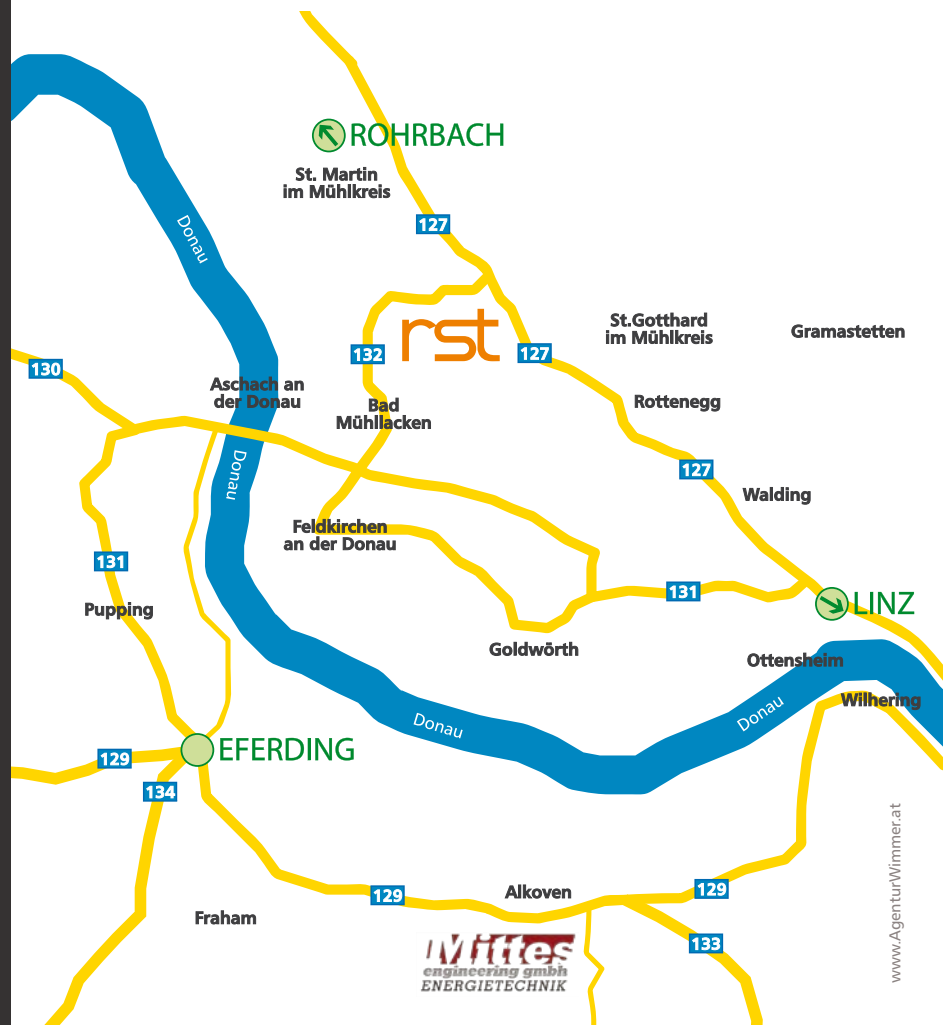 ROHRBACH
St. Martin
im Mühlkreis
127
Donau
rst
St.Gotthard
im Mühlkreis
Gramastetten
130
132
127
Aschach an
der Donau
Bad
Mühllacken
Rottenegg
Donau
127
Walding
Feldkirchen
an der Donau
131
131
Pupping
LINZ
Goldwörth
Ottensheim
Wilhering
Donau
Donau
EFERDING
129
134
129
Alkoven
129
Fraham
133
Mittes
engineering gmbh
ENERGIETECHNIK
www.AgenturWimmer.at